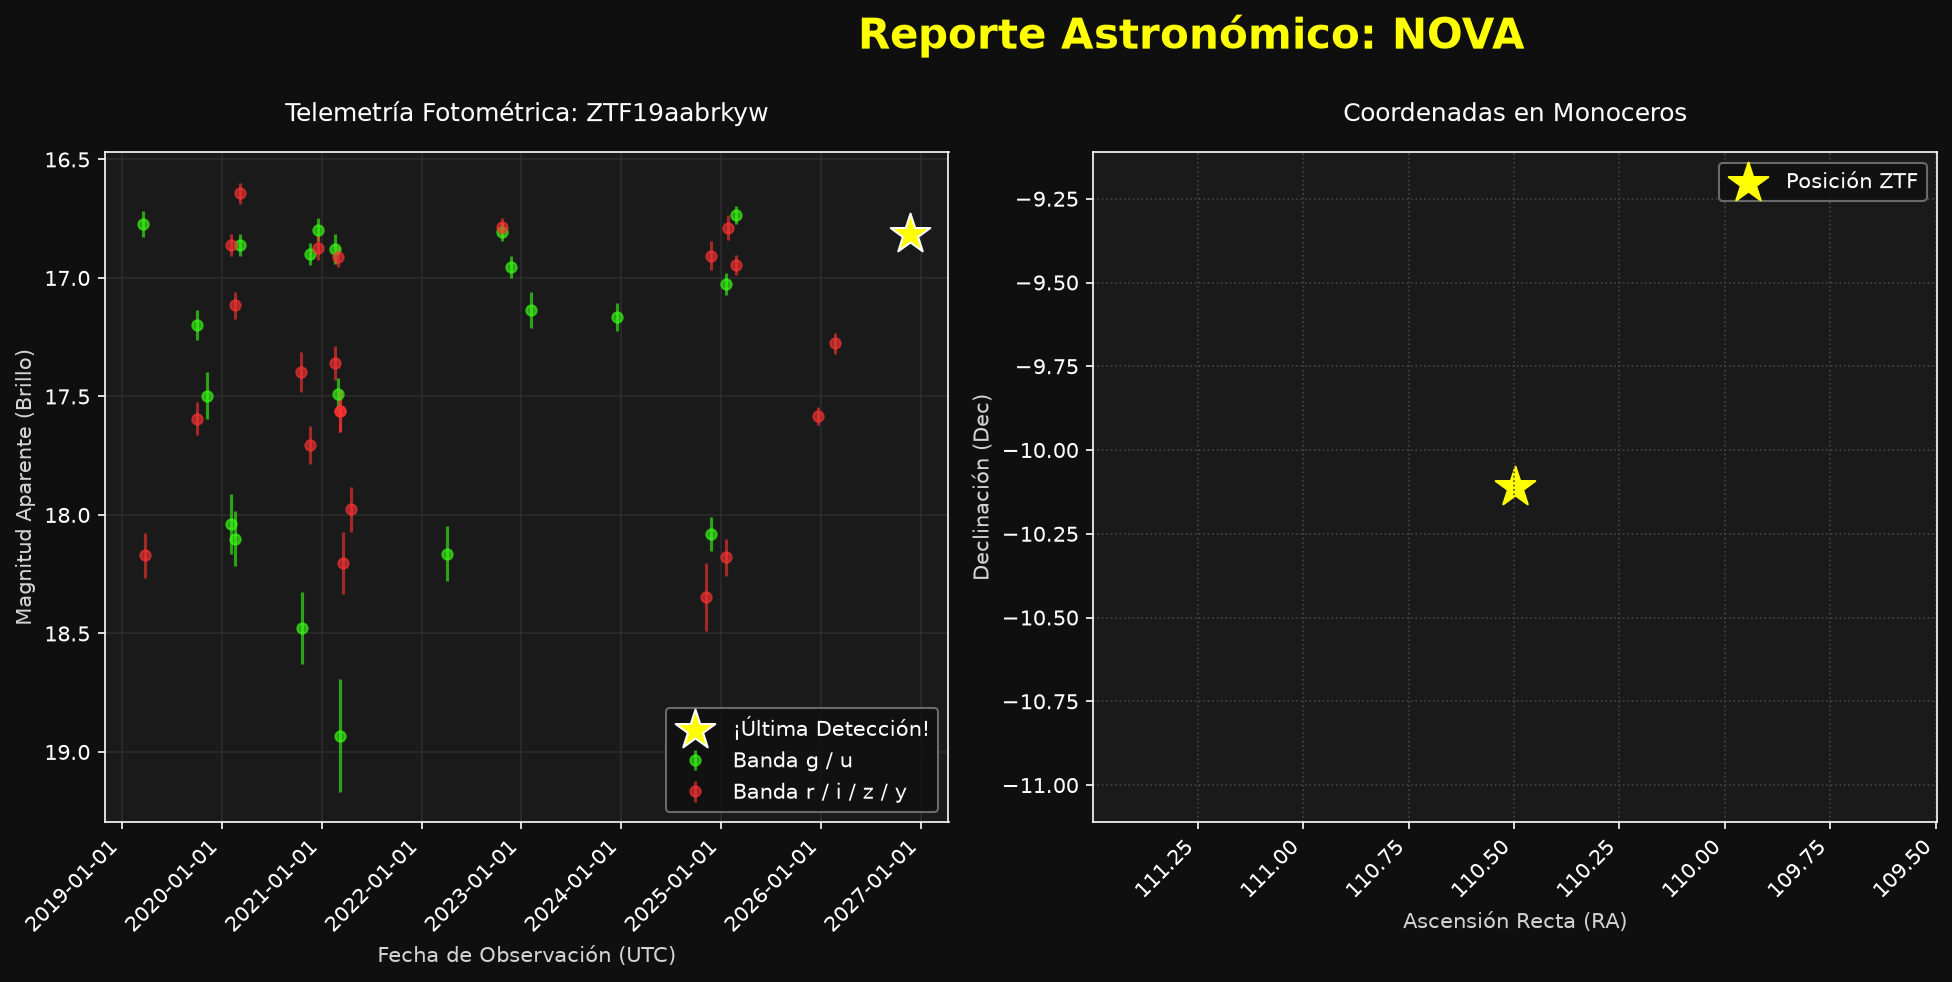 Reporte Astronómico: NOVA
Telemetría Fotométrica: ZTF19aabrkyw
Magnitud Aparente (Brillo)
16.5
17.0
17.5
18.0
18.5
19.0
¡Última Detección!
Banda g / u
Banda r / i / z / y
2019-01-01
2020-01-01
2021-01-01
2022-01-01
2023-01-01
2024-01-01
2025-01-01
2026-01-01
2027-01-01
Fecha de Observación (UTC)
Coordenadas en Monoceros
Posición ZTF
Declinación (Dec)
−9.25
−9.50
−9.75
−10.00
−10.25
−10.50
−10.75
−11.00
111.25
111.00
110.75
110.50
110.25
110.00
109.75
109.50
Ascensión Recta (RA)